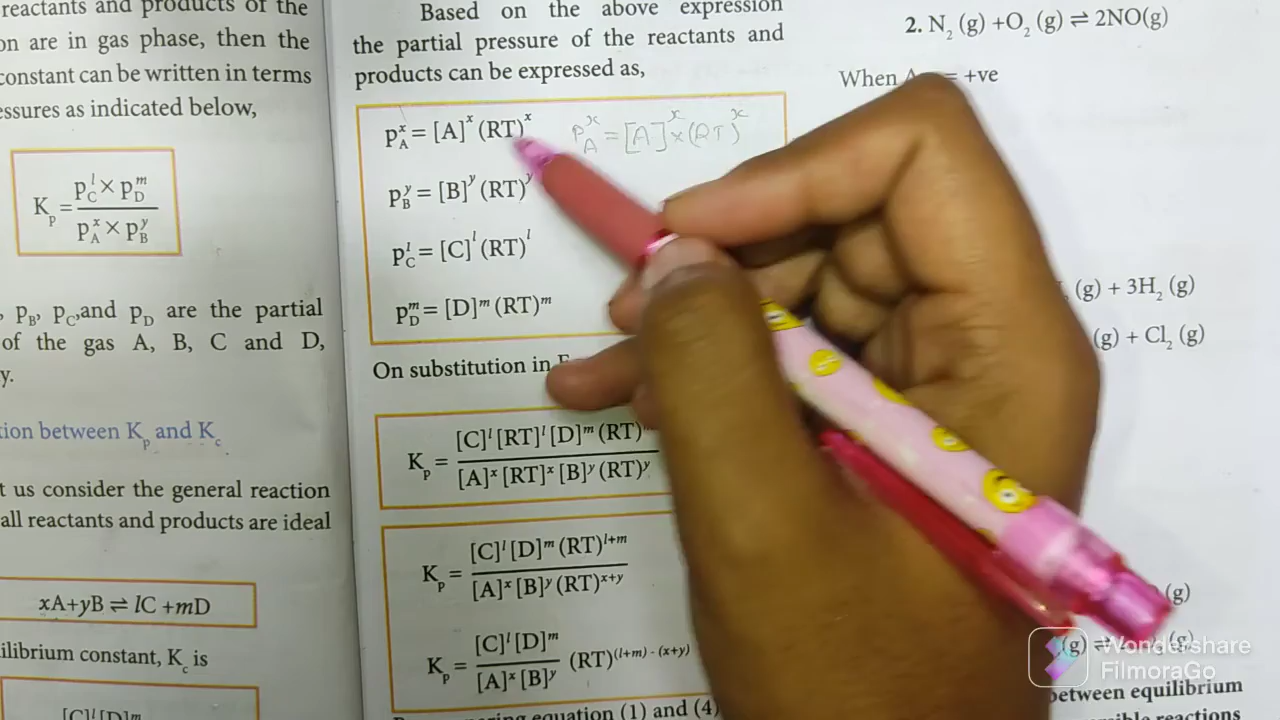 reactants and products of the
on are in gas phase, then the
constant can be written in terms
essures as indicated below,
K_p = p_C^l × p_D^m / p_A^x × p_B^y
, p_B, p_C, and p_D are the partial
of the gas A, B, C and D,
y.
tion between K_p and K_c
t us consider the general reaction
all reactants and products are ideal
xA+yB ⇌ lC +mD
ilibrium constant, K_c is
[C]^l [D]^m
Based on the above expression
the partial pressure of the reactants and
products can be expressed as,
p_A^x = [A]^x (RT)^x P_A^x = [A]^x × (RT)^x
p_B^y = [B]^y (RT)^y
p_C^l = [C]^l (RT)^l
p_D^m = [D]^m (RT)^m
On substitution in
K_p = [C]^l [RT]^l [D]^m (RT) / [A]^x [RT]^x [B]^y (RT)^y
K_p = [C]^l [D]^m (RT)^{l+m} / [A]^x [B]^y (RT)^{x+y}
K_p = [C]^l [D]^m / [A]^x [B]^y (RT)^{(l+m) - (x+y)}
equation (1) and (4)
2. N_2 (g) +O_2 (g) ⇌ 2NO(g)
When = +ve
(g) + 3H_2 (g)
(g) + Cl_2 (g)
(g)
(g) ⇌ (g)
between equilibrium
reactions
Wondershare
FilmoraGo